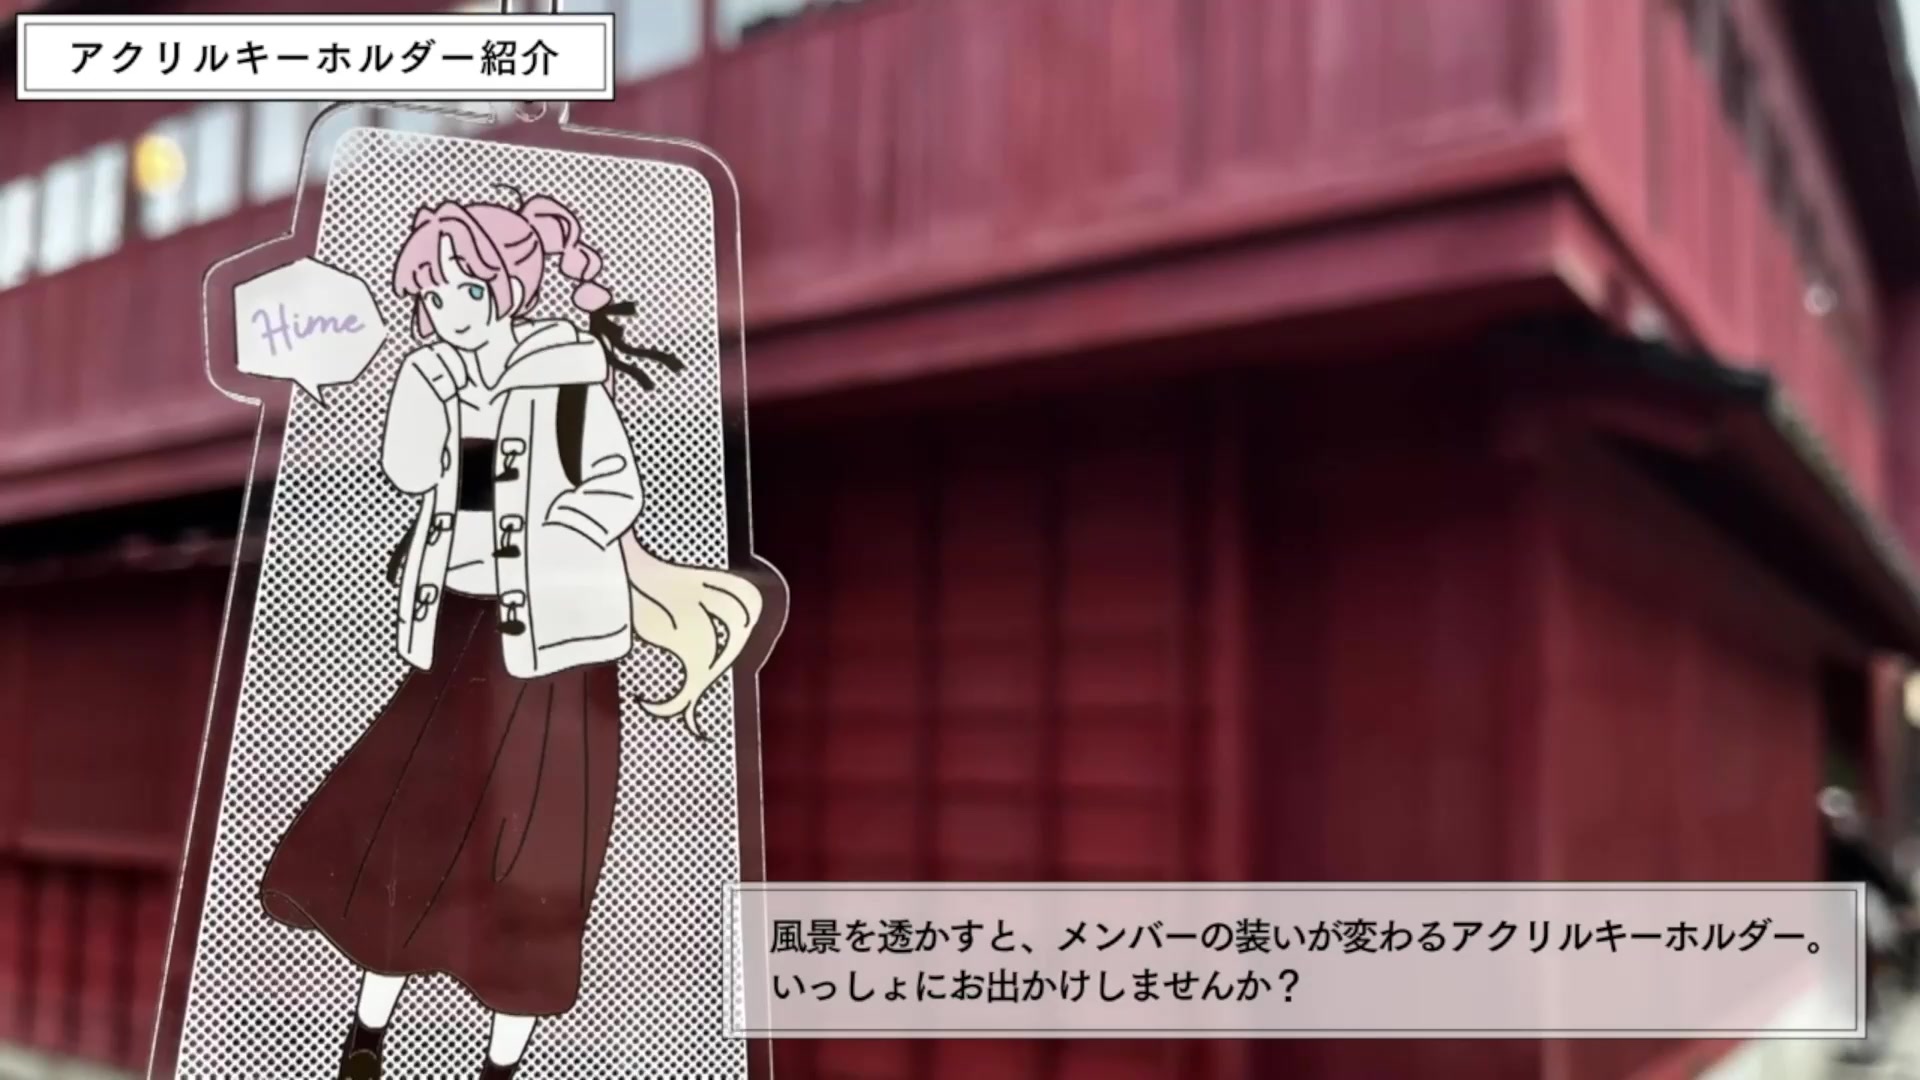 アクリルキーホルダー紹介
Hime
風景を透かすと、メンバーの装いが変わるアクリルキーホルダー。
いっしょにお出かけしませんか？